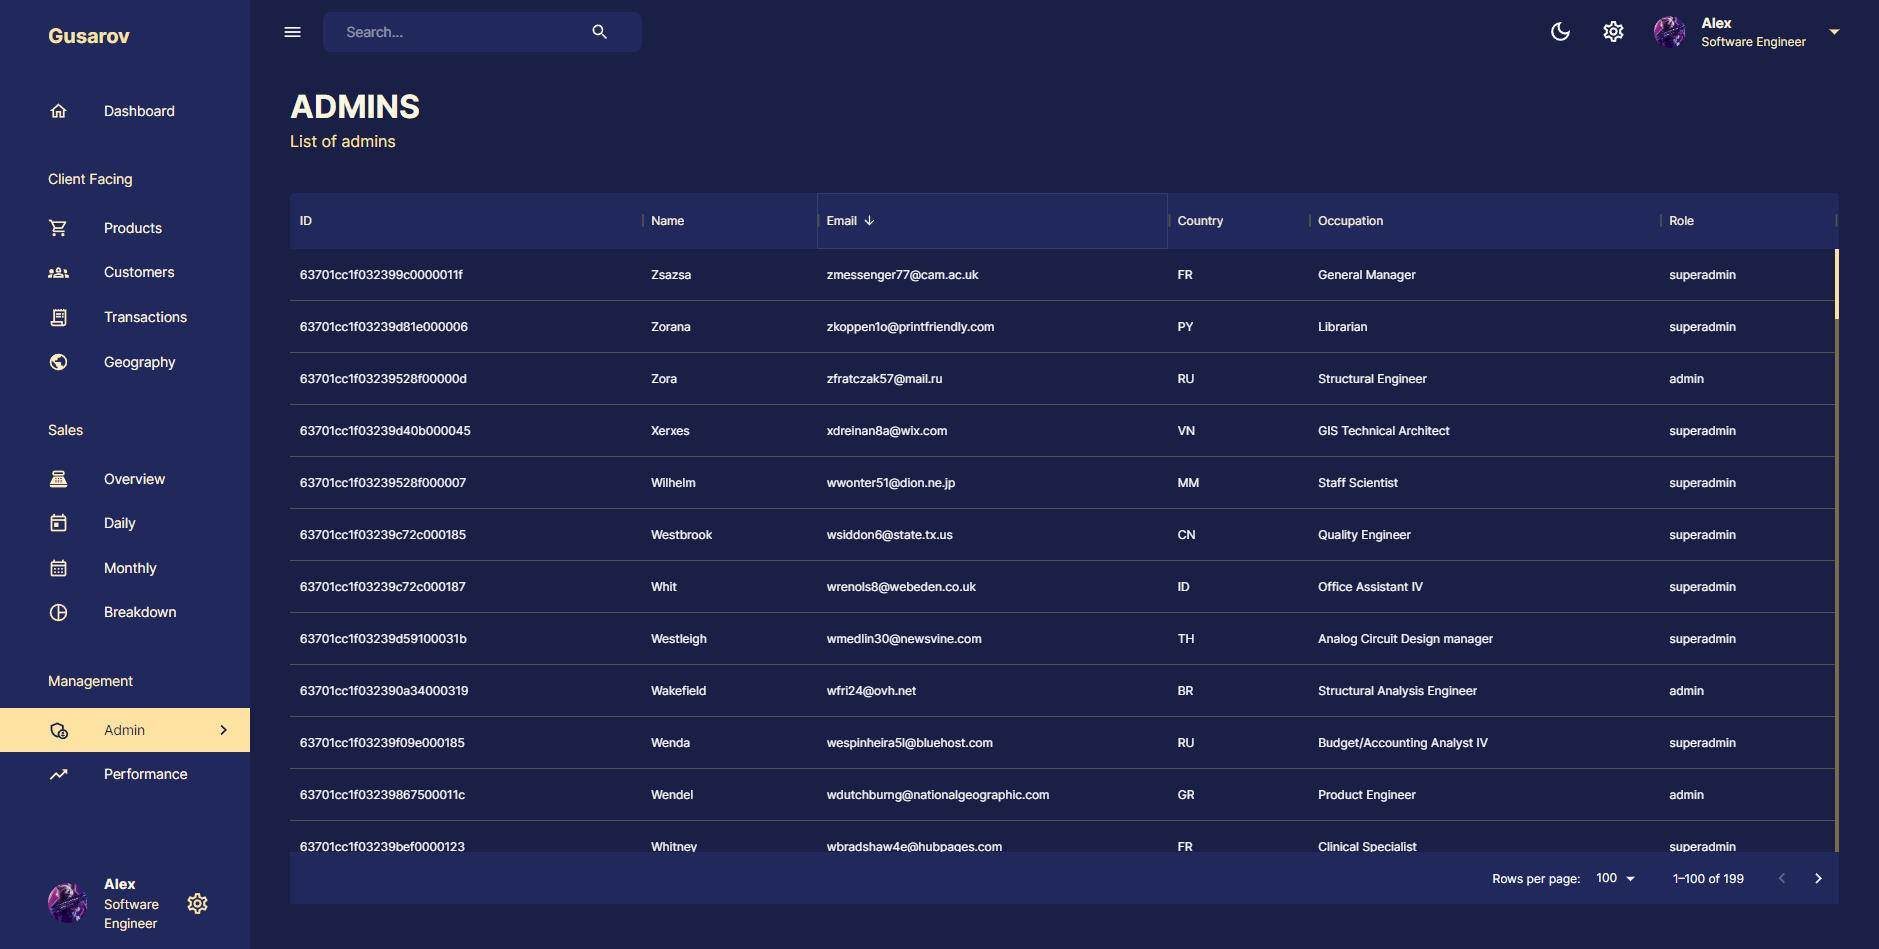 Gusarov
Dashboard
Client Facing
Products
Customers
Transactions
Geography
Sales
Overview
Daily
Monthly
Breakdown
Management
Admin
Performance
Alex
Software
Engineer
Search...
Alex
Software Engineer
ADMINS
List of admins
ID Name Email Country Occupation Role
63701cc1f032399c0000011f Zsazsa zmessenger77@cam.ac.uk FR General Manager superadmin
63701cc1f03239d81e000006 Zorana zkoppen1o@printfriendly.com PY Librarian superadmin
63701cc1f03239528f00000d Zora zfratczak57@mail.ru RU Structural Engineer admin
63701cc1f03239d40b000045 Xerxes xdreinan8a@wix.com VN GIS Technical Architect superadmin
63701cc1f03239528f000007 Wilhelm wwonter51@dion.ne.jp MM Staff Scientist superadmin
63701cc1f03239c72c000185 Westbrook wsiddon6@state.tx.us CN Quality Engineer superadmin
63701cc1f03239c72c000187 Whit wrenols8@webeden.co.uk ID Office Assistant IV superadmin
63701cc1f03239d59100031b Westleigh wmedlin30@newsvine.com TH Analog Circuit Design manager superadmin
63701cc1f032390a34000319 Wakefield wfri24@ovh.net BR Structural Analysis Engineer admin
63701cc1f03239f09e000185 Wenda wespinheira5l@bluehost.com RU Budget/Accounting Analyst IV superadmin
63701cc1f03239867500011c Wendel wdutchburng@nationalgeographic.com GR Product Engineer admin
63701cc1f03239bef0000123 Whitney wbradshaw4e@hubpages.com FR Clinical Specialist superadmin
Rows per page: 100 1–100 of 199